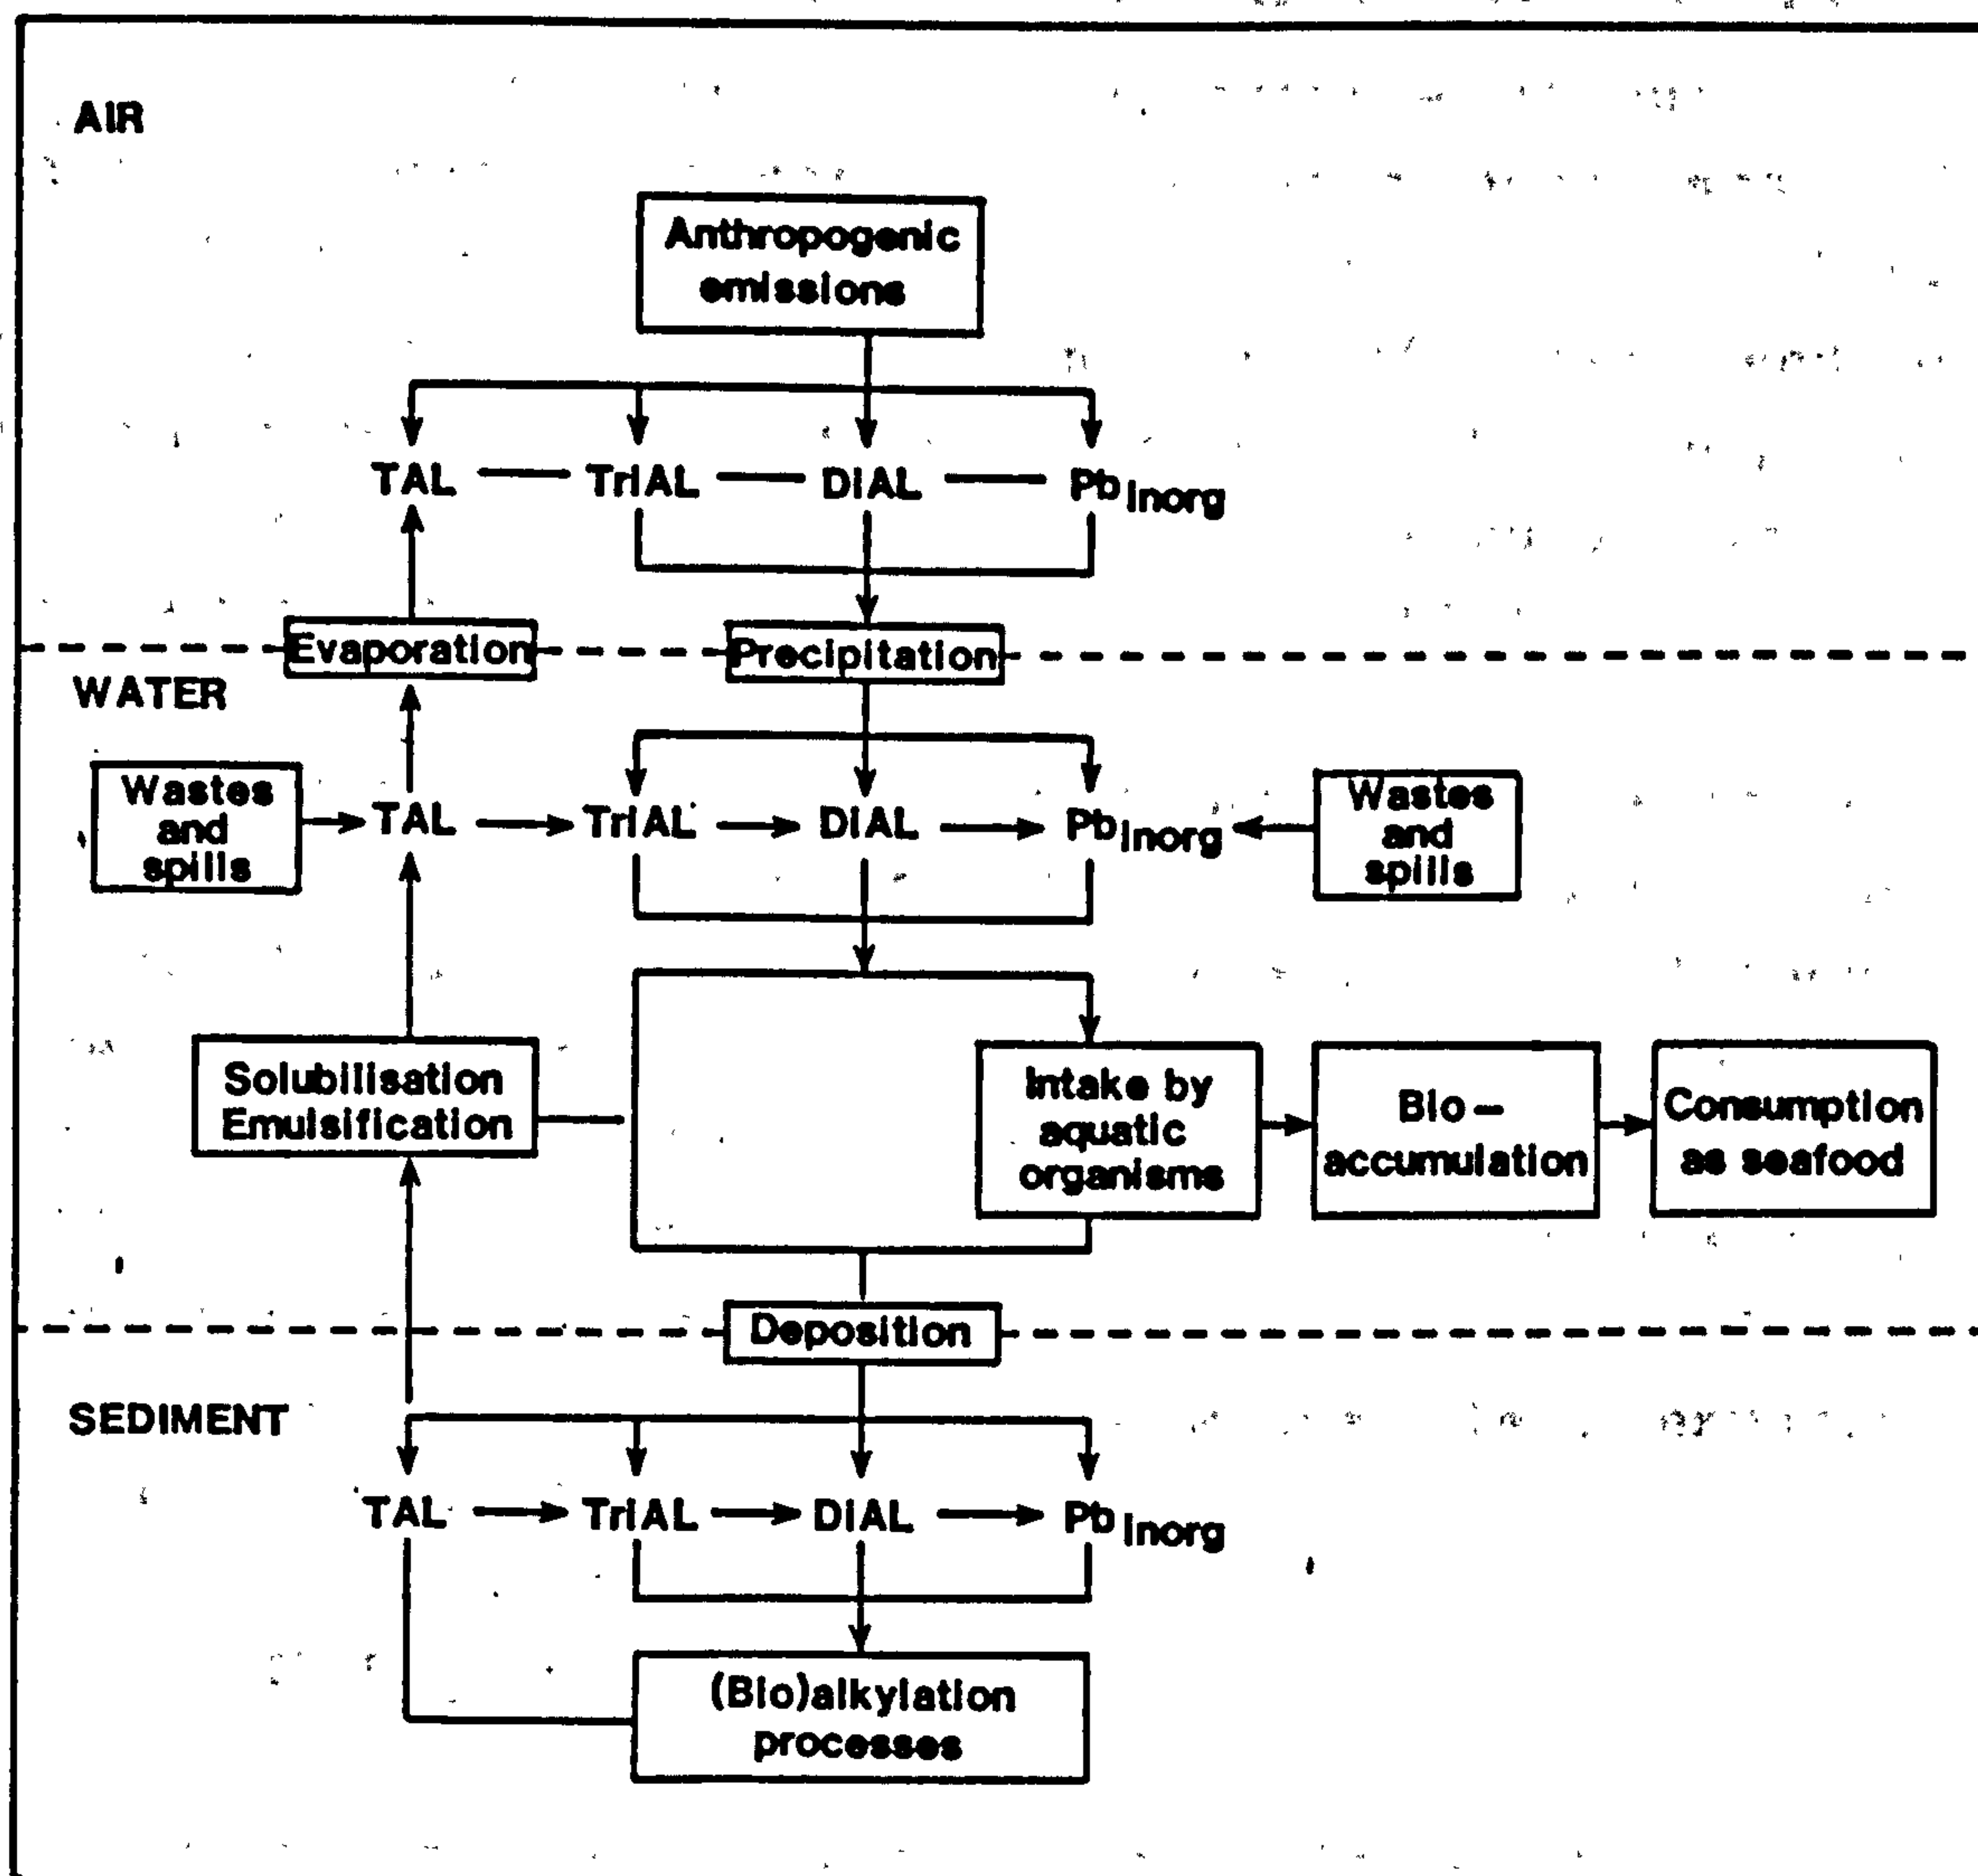 AIR
Anthropogenic
emissions
TAL TriAL DiAL Pb Inorg
Evaporation Precipitation
WATER
Wastes
and
spills
TAL TriAL DiAL Pb Inorg
Wastes
and
spills
Solubilisation
Emulsification
Intake by
aquatic
organisms
Bio –
accumulation
Consumption
as seafood
Deposition
SEDIMENT
TAL TriAL DiAL Pb Inorg
(Bio)alkylation
processes